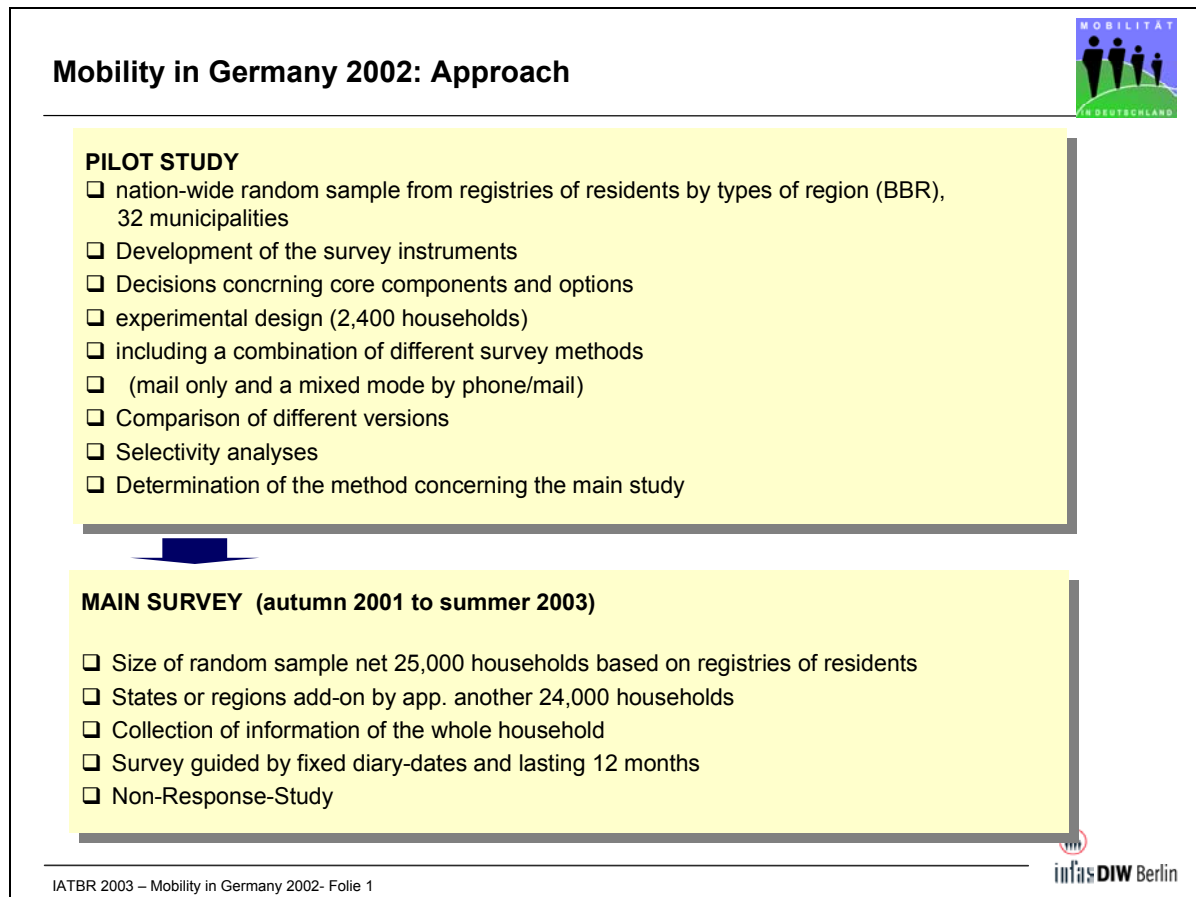 MOBILITÄT
IN DEUTSCHLAND
Mobility in Germany 2002: Approach
PILOT STUDY
❑ nation-wide random sample from registries of residents by types of region (BBR),
32 municipalities
❑ Development of the survey instruments
❑ Decisions concrning core components and options
❑ experimental design (2,400 households)
❑ including a combination of different survey methods
❑ (mail only and a mixed mode by phone/mail)
❑ Comparison of different versions
❑ Selectivity analyses
❑ Determination of the method concerning the main study
MAIN SURVEY (autumn 2001 to summer 2003)
❑ Size of random sample net 25,000 households based on registries of residents
❑ States or regions add-on by app. another 24,000 households
❑ Collection of information of the whole household
❑ Survey guided by fixed diary-dates and lasting 12 months
❑ Non-Response-Study
IATBR 2003 – Mobility in Germany 2002- Folie 1
infas DIW Berlin